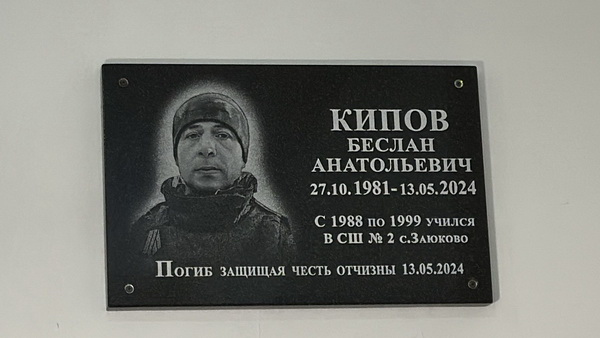 КИПОВ
БЕСЛАН
АНАТОЛЬЕВИЧ
27.10.1981-13.05.2024
С 1988 ПО 1999 УЧИЛСЯ
В СШ № 2 с.ЗАЮКОВО
ПОГИБ ЗАЩИЩАЯ ЧЕСТЬ ОТЧИЗНЫ 13.05.2024